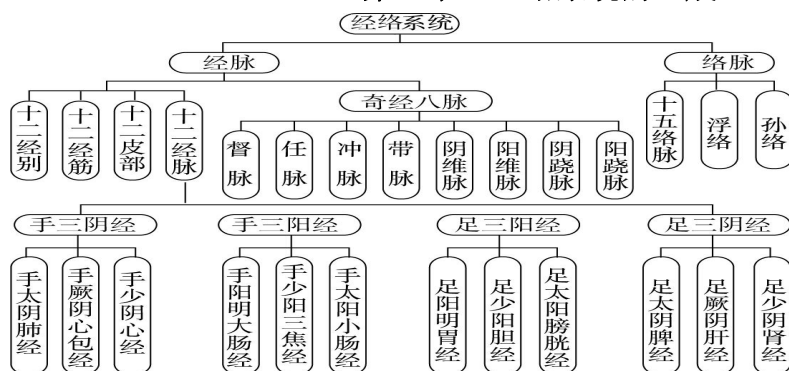 经络系统
经脉
络脉
十二经别
十二经筋
十二皮部
十二经脉
奇经八脉
督脉
任脉
冲脉
带脉
阴维脉
阳维脉
阴跷脉
阳跷脉
十五络脉
浮络
孙络
手三阴经
手三阳经
足三阳经
足三阴经
手太阴肺经
手厥阴心包经
手少阴心经
手阳明大肠经
手少阳三焦经
手太阳小肠经
足阳明胃经
足少阳胆经
足太阳膀胱经
足太阴脾经
足厥阴肝经
足少阴肾经